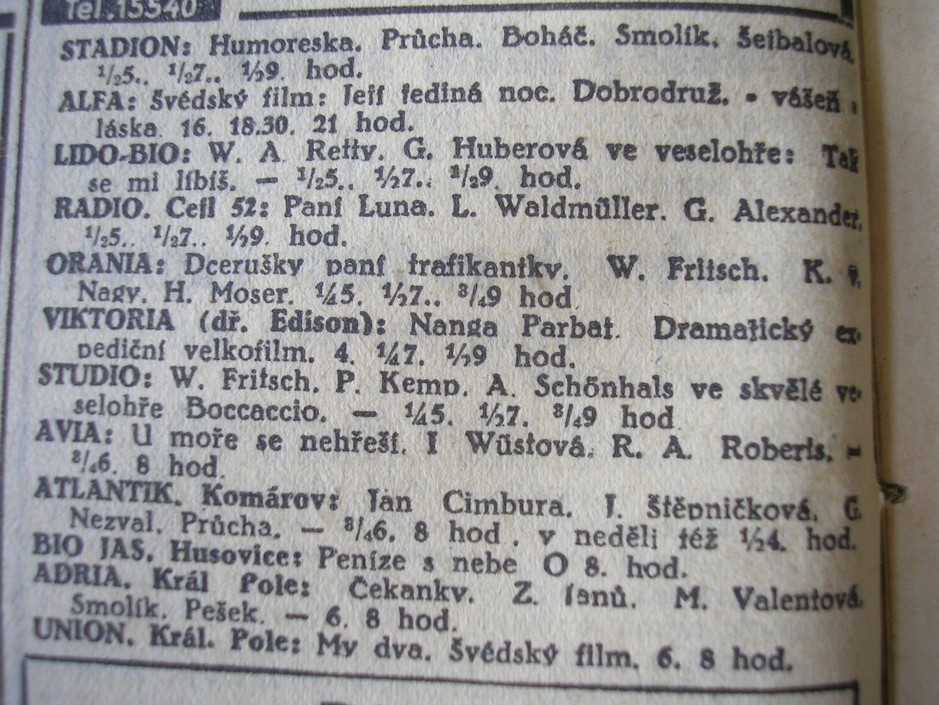 Tel.15540
STADION: Humoreska. Průcha. Boháč. Smolík. Šejbalová.
½5.. ½7.. ½9. hod.
ALFA: Švédský film: Její jediná noc. Dobrodruž. - vášeň -
láska. 16. 18.30. 21 hod.
LIDO-BIO: W. A. Retty. G. Huberová ve veselohře: Tak
se mi líbíš. — ½5.. ½7.. ½9. hod.
RADIO. Cejl 52: Paní Luna. L. Waldmüller. G. Alexander.
½5.. ½7.. ½9. hod.
ORANIA: Dcerušky paní trafikantky. W. Fritsch. K. v.
Nagy. H. Moser. ¼5. ½7.. ¾9 hod
VIKTORIA (dř. Edison): Nanga Parbat. Dramatický ex-
pediční velkofilm. 4. ¼7. ½9 hod.
STUDIO: W. Fritsch. P. Kemp. A. Schönhals ve skvělé ve-
selohře Boccaccio. — ¼5. ½7. ¾9 hod
AVIA: U moře se nehřeší. I Wüstová. R. A. Roberts. —
¾6. 8 hod.
ATLANTIK. Komárov: Jan Cimbura. J. Štěpničková. G.
Nezval. Průcha. — ¾6. 8 hod. v neděli též ½4. hod.
BIO JAS. Husovice: Peníze s nebe O 8. hod.
ADRIA. Král Pole: Čekanky. Z. Janů. M. Valentová.
Smolík. Pešek. — 6. 8 hod.
UNION. Král. Pole: My dva. Švédský film. 6. 8 hod.